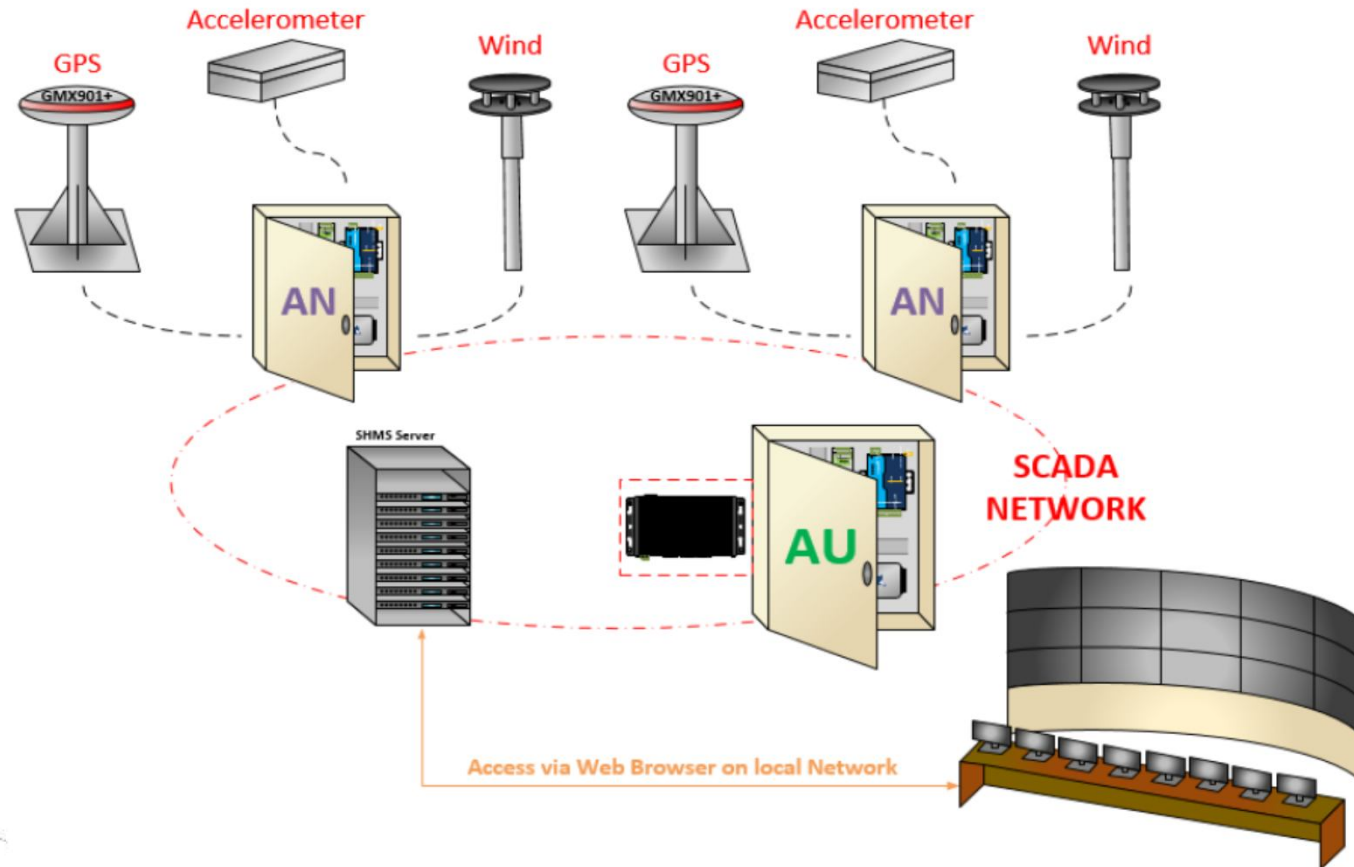 Accelerometer
Accelerometer
GPS
Wind
GPS
Wind
GMX901+
GMX901+
AN
AN
SHMS Server
SCADA
NETWORK
AU
Access via Web Browser on local Network